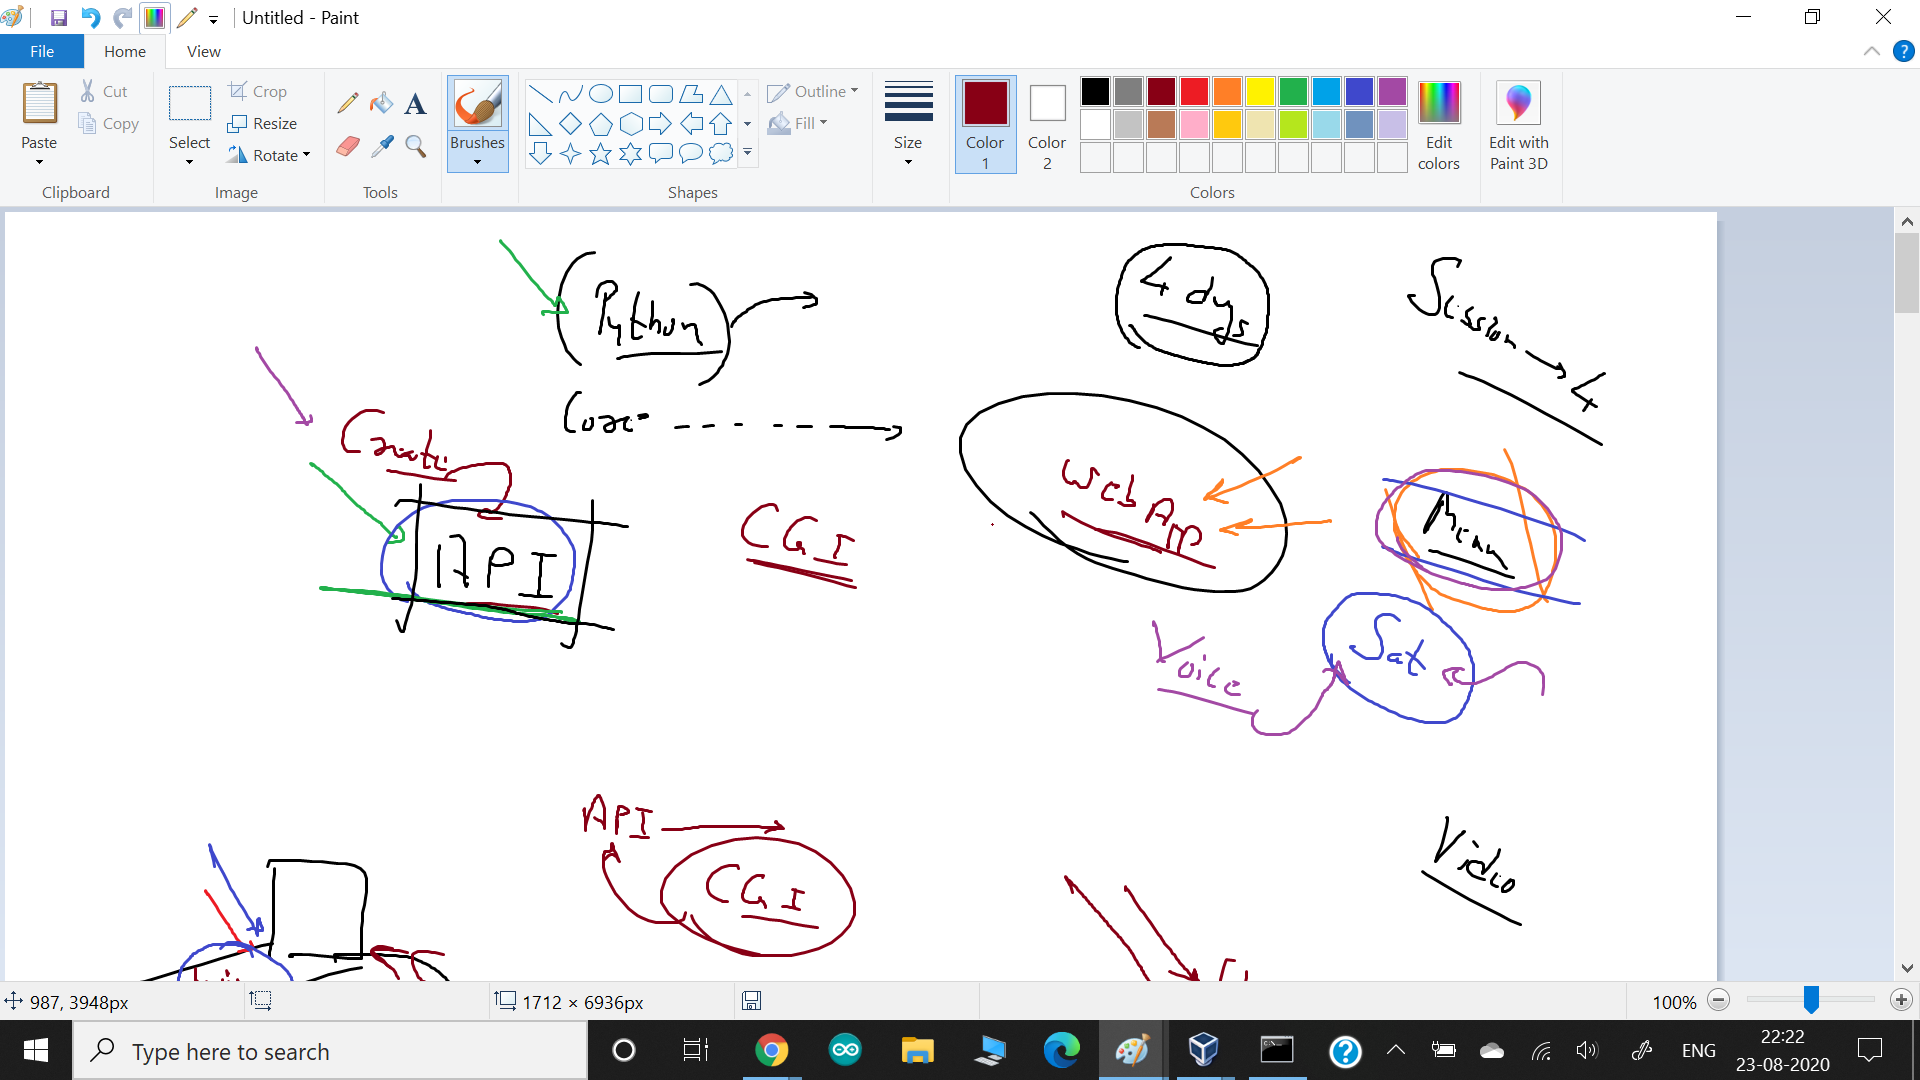 Untitled - Paint
File
Home
View
Paste
Cut
Copy
Clipboard
Select
Crop
Resize
Rotate
Image
Tools
Brushes
Shapes
Outline
Fill
Size
Color 1
Color 2
Edit colors
Edit with Paint 3D
Colors
Python
4 dys
Session → 4
Core
Create
API
CGI
Web App
Mean
Sat
Voice
API
CGI
Video
987, 3948px
1712 × 6936px
100%
Type here to search
ENG
22:22
23-08-2020